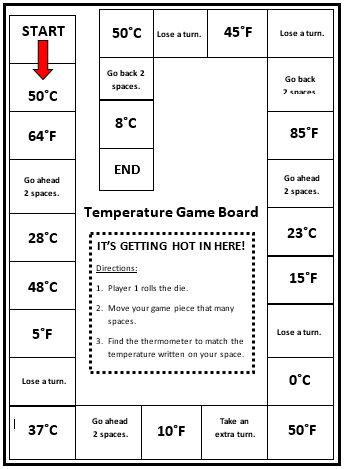 START
50˚C
64˚F
Go ahead
2 spaces.
28˚C
48˚C
5˚F
Lose a turn.
37˚C
Go ahead
2 spaces.
10˚F
Take an
extra turn.
50˚F
0˚C
Lose a turn.
15˚F
23˚C
Go ahead
2 spaces.
85˚F
Go back
2 spaces.
Lose a turn.
45˚F
Lose a turn.
50˚C
Go back 2
spaces.
8˚C
END
Temperature Game Board
IT’S GETTING HOT IN HERE!
Directions:
1. Player 1 rolls the die.
2. Move your game piece that many
spaces.
3. Find the thermometer to match the
temperature written on your space.